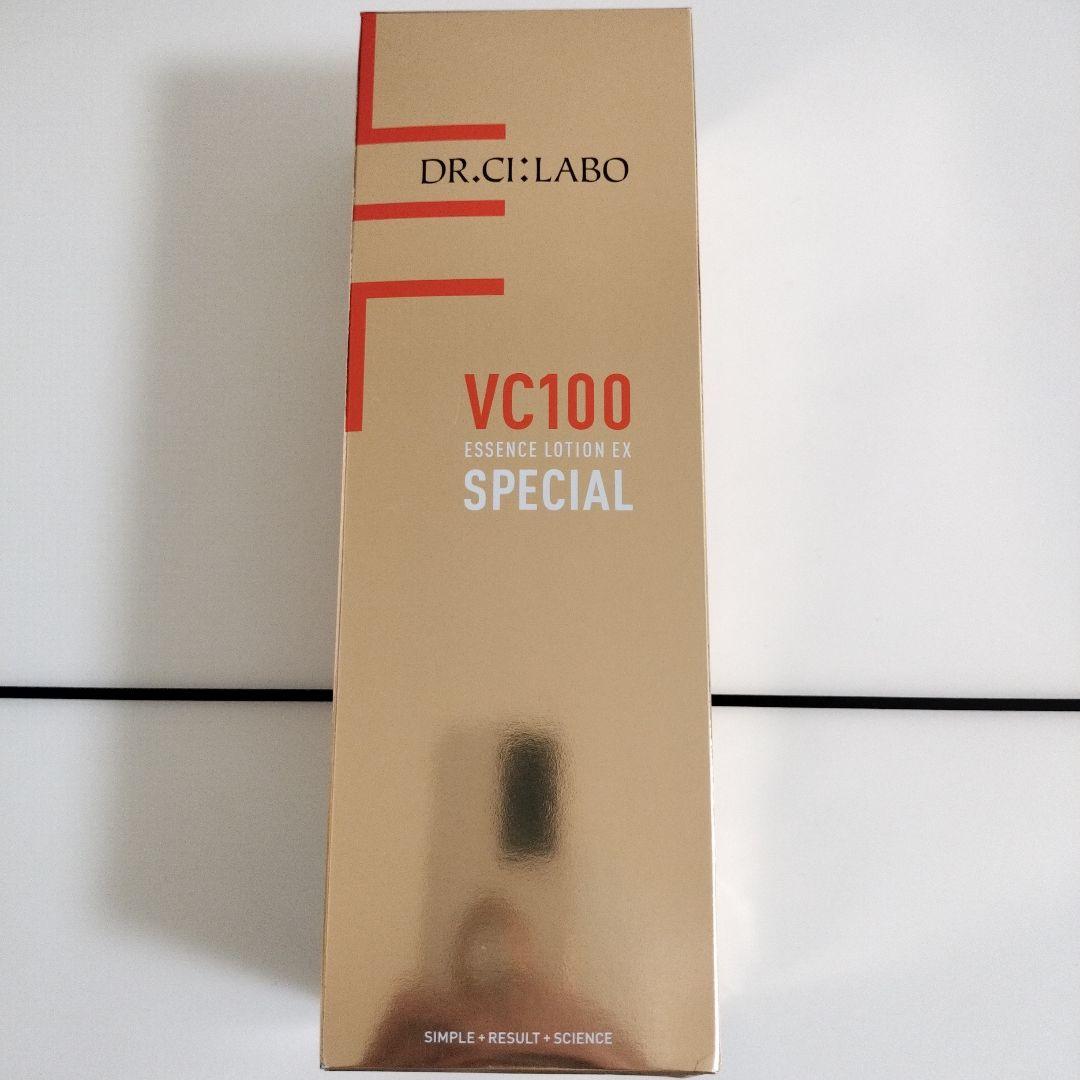 DR.CI:LABO
VC100
ESSENCE LOTION EX
SPECIAL
SIMPLE + RESULT + SCIENCE